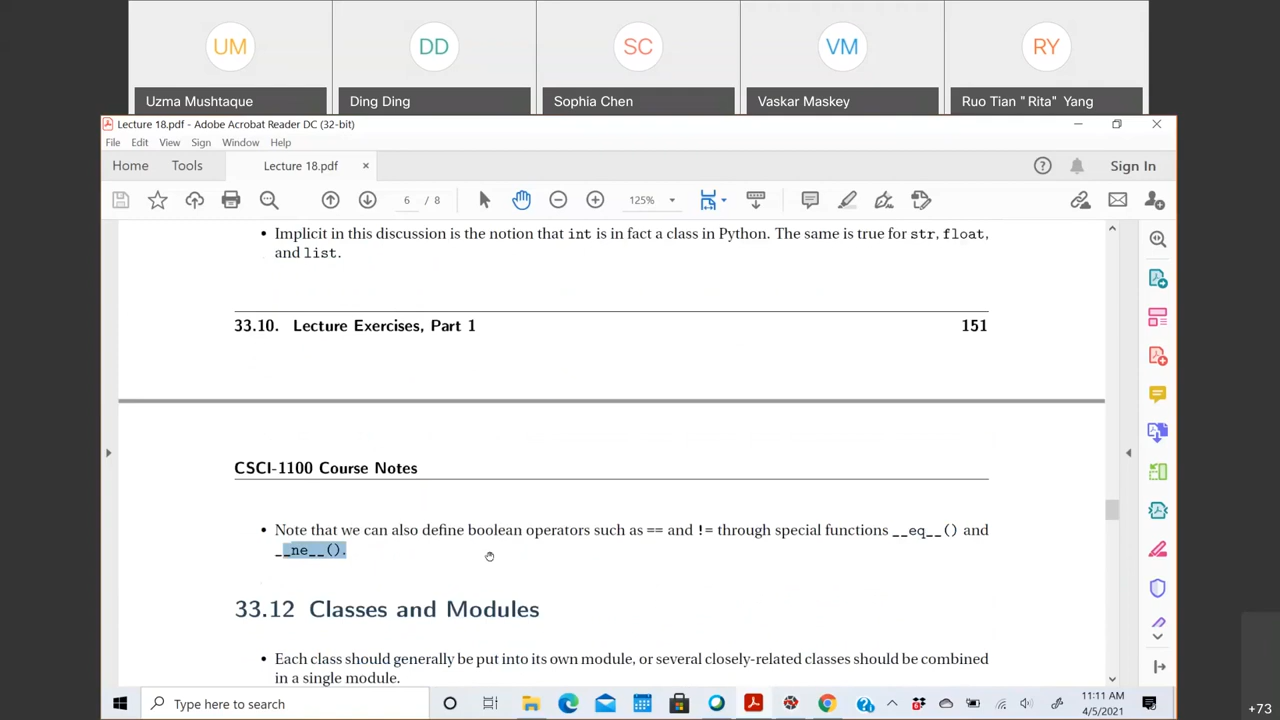 UM
DD
SC
VM
RY
Uzma Mushtaque
Ding Ding
Sophia Chen
Vaskar Maskey
Ruo Tian "Rita" Yang
Lecture 18.pdf - Adobe Acrobat Reader DC (32-bit)
File Edit View Sign Window Help
Home Tools Lecture 18.pdf × Sign In
6 / 8 125%
• Implicit in this discussion is the notion that int is in fact a class in Python. The same is true for str, float,
and list.
33.10. Lecture Exercises, Part 1 151
CSCI-1100 Course Notes
• Note that we can also define boolean operators such as == and != through special functions __eq__() and
__ne__().
33.12 Classes and Modules
• Each class should generally be put into its own module, or several closely-related classes should be combined
in a single module.
Type here to search
11:11 AM
4/5/2021
+73